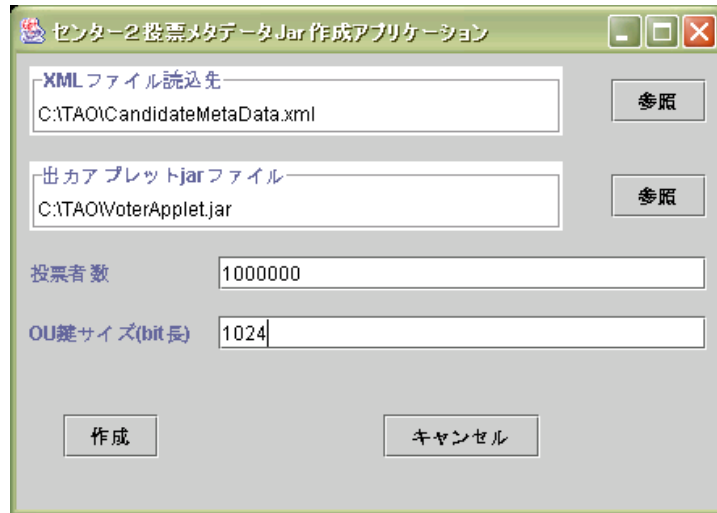 センター2投票メタデータJar作成アプリケーション
XMLファイル読込先
C:\TAO\CandidateMetaData.xml
参照
出力アプレットjarファイル
C:\TAO\VoterApplet.jar
参照
投票者数
1000000
OU鍵サイズ(bit長)
1024
作成
キャンセル